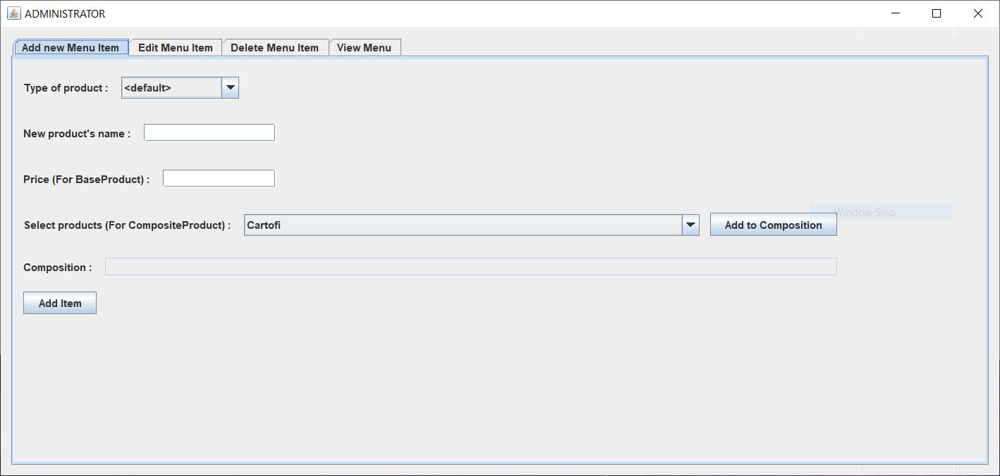 ADMINISTRATOR
Add new Menu Item Edit Menu Item Delete Menu Item View Menu
Type of product : <default>
New product's name :
Price (For BaseProduct) :
Window Snip
Select products (For CompositeProduct) : Cartofi Add to Composition
Composition :
Add Item